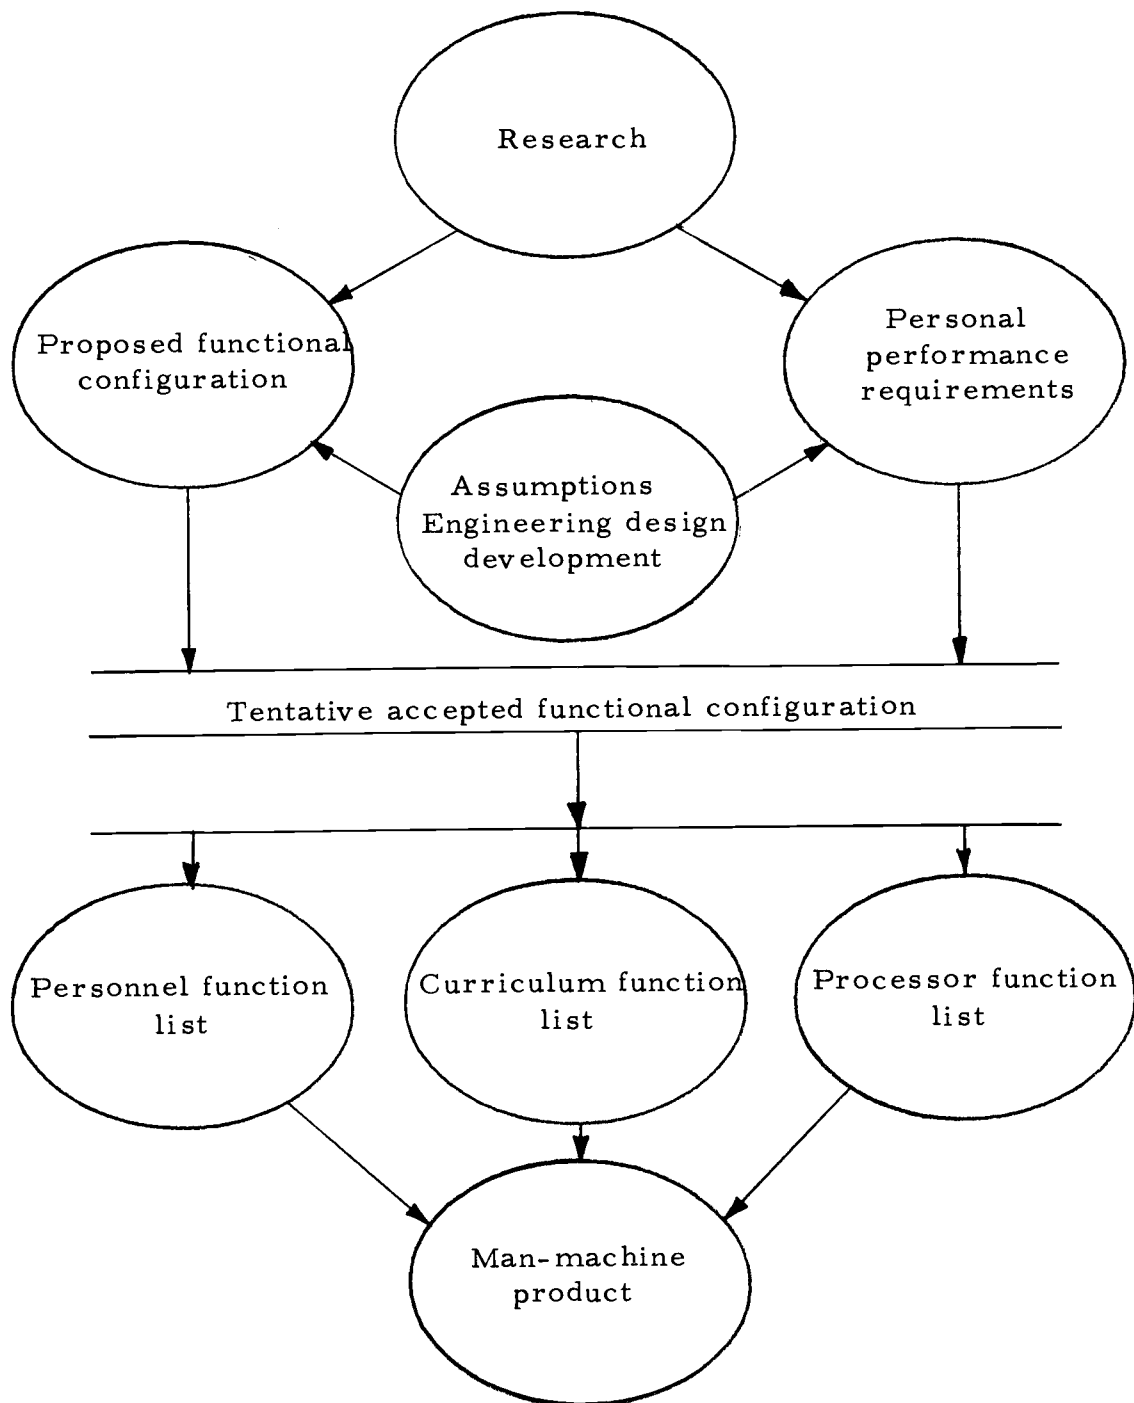 Research
Proposed functional
configuration
Personal
performance
requirements
Assumptions
Engineering design
development
Tentative accepted functional configuration
Personnel function
list
Curriculum function
list
Processor function
list
Man-machine
product